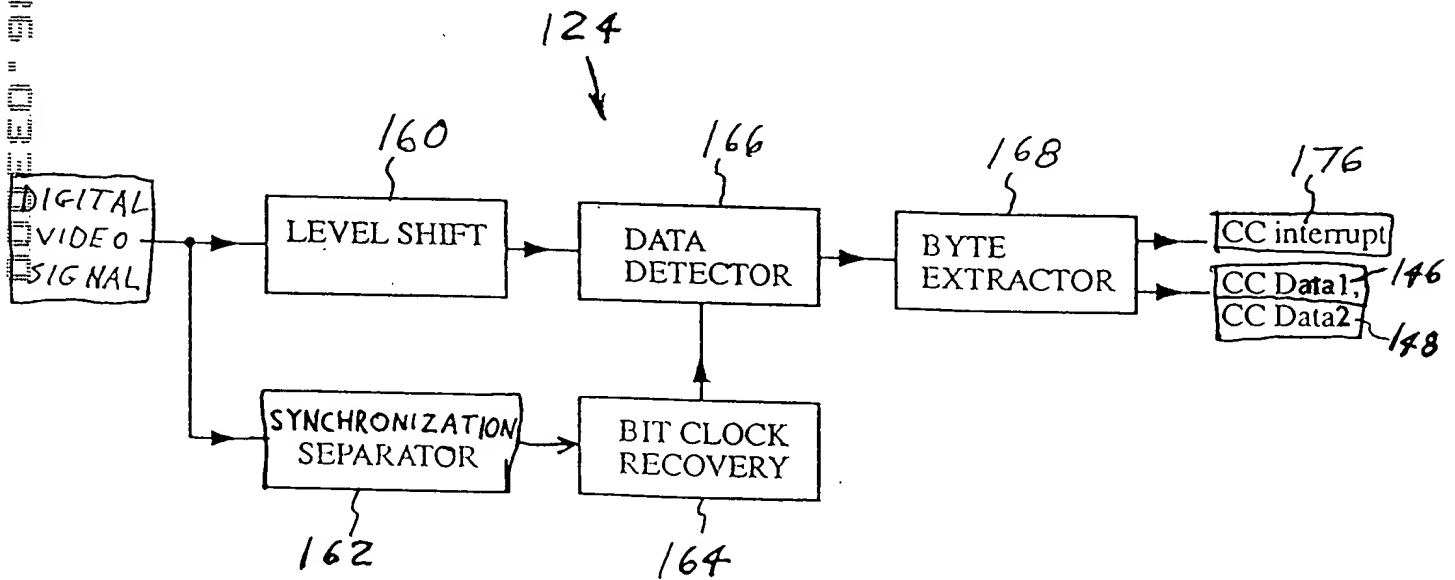 124
160
166
168
176
DIGITAL
VIDEO
SIGNAL
LEVEL SHIFT
DATA
DETECTOR
BYTE
EXTRACTOR
CC interrupt
CC Data1,
146
CC Data2
148
SYNCHRONIZATION
SEPARATOR
BIT CLOCK
RECOVERY
162
164